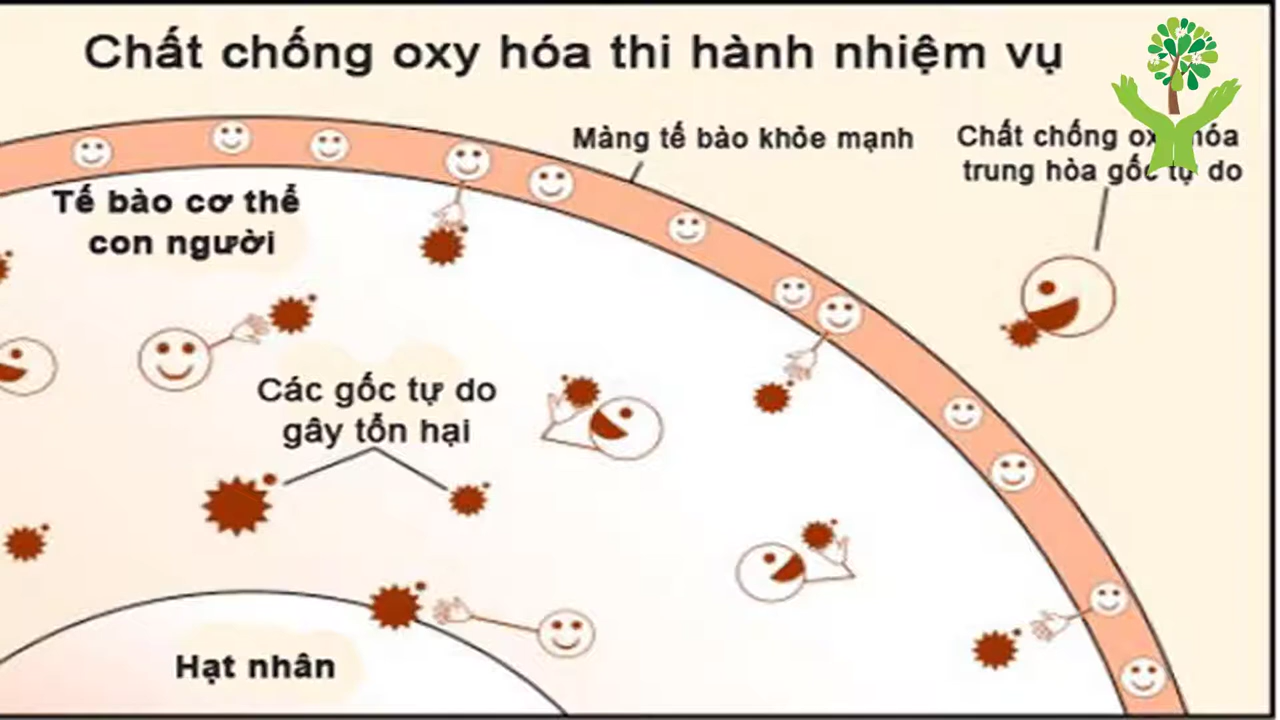 Chất chống oxy hóa thi hành nhiệm vụ
Màng tế bào khỏe mạnh
Chất chống oxy hóa
trung hòa gốc tự do
Tế bào cơ thể
con người
Các gốc tự do
gây tổn hại
Hạt nhân